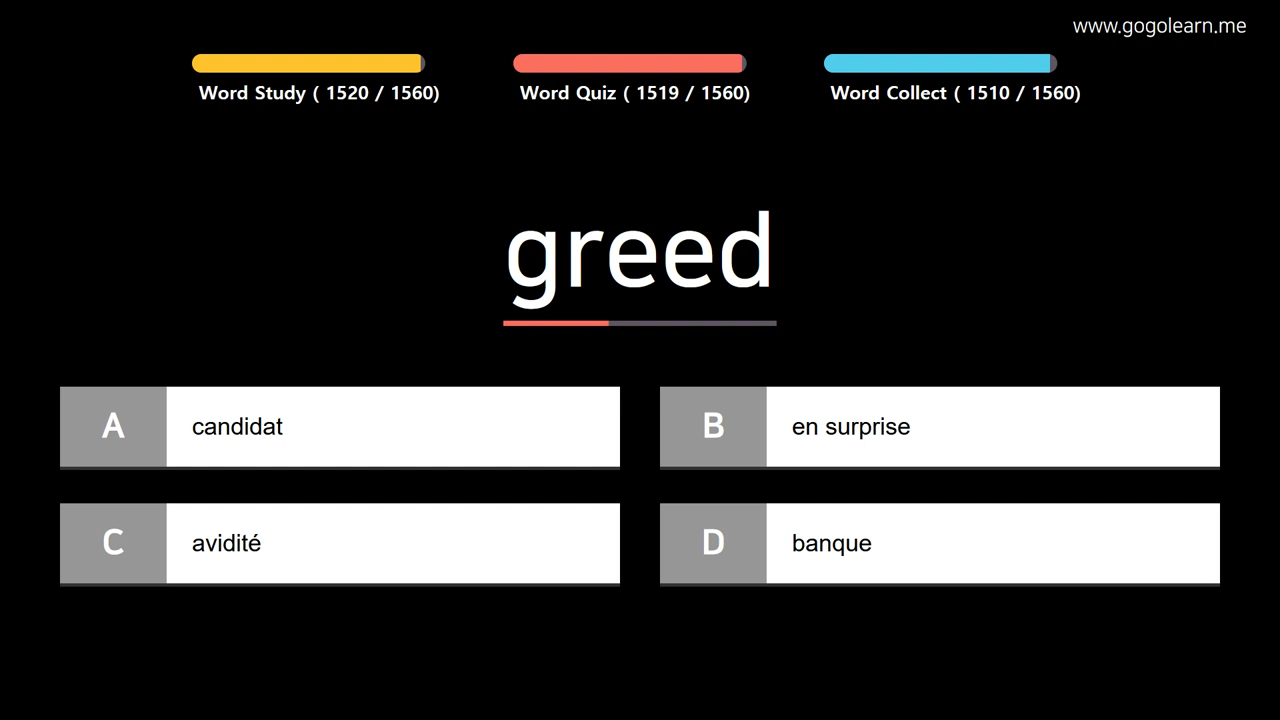 www.gogolearn.me
Word Study ( 1520 / 1560)
Word Quiz ( 1519 / 1560)
Word Collect ( 1510 / 1560)
greed
A candidat
B en surprise
C avidité
D banque